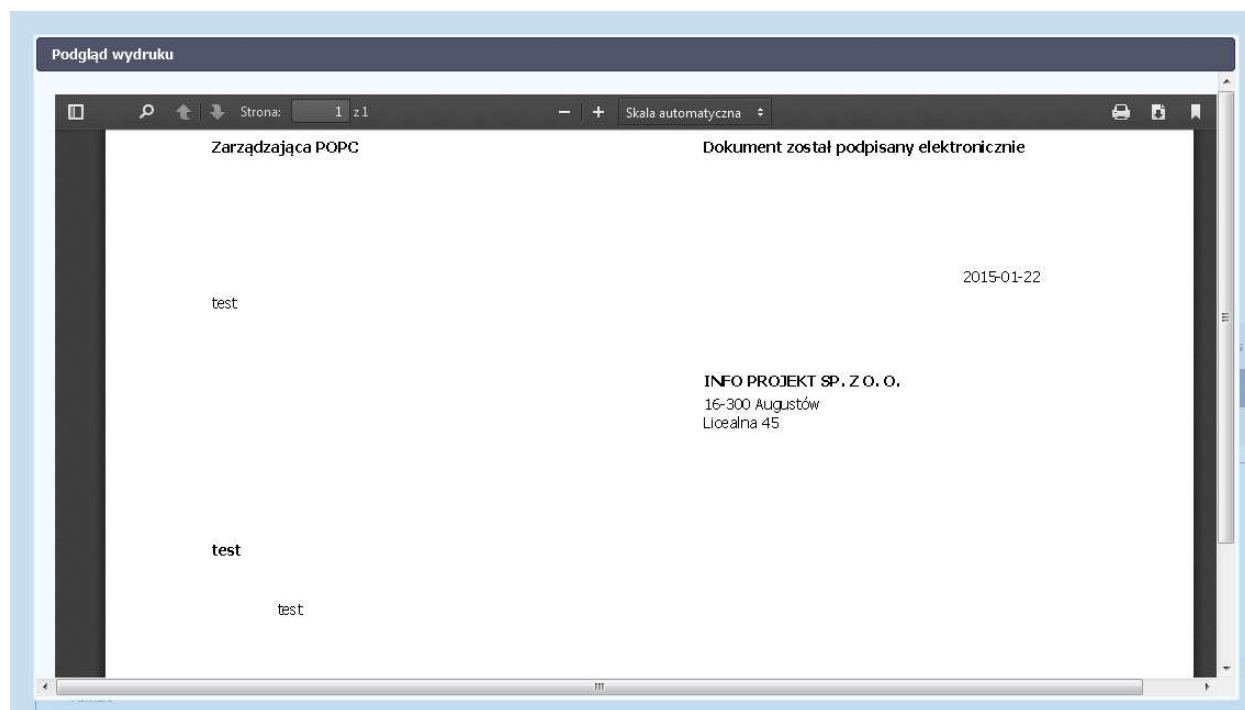 Podgląd wydruku
Strona: 1 z 1 Skala automatyczna
Zarządzająca POPC Dokument został podpisany elektronicznie
2015-01-22
test
INFO PROJEKT SP. Z O. O.
16-300 Augustów
Licealna 45
test
test